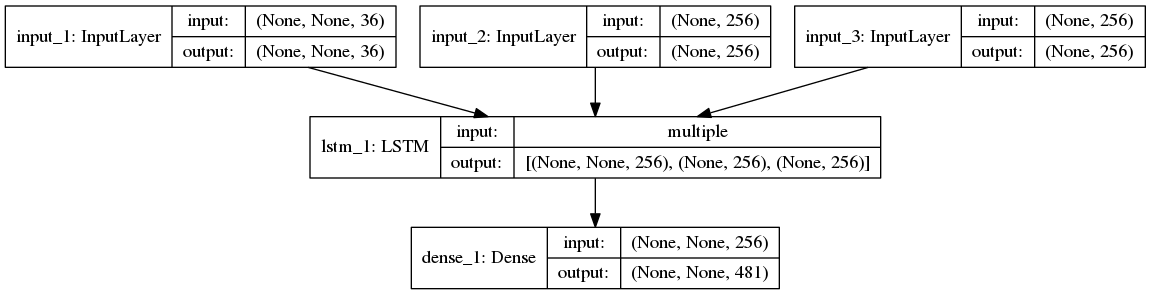 input_1: InputLayer
input: (None, None, 36)
output: (None, None, 36)
input_2: InputLayer
input: (None, 256)
output: (None, 256)
input_3: InputLayer
input: (None, 256)
output: (None, 256)
lstm_1: LSTM
input: multiple
output: [(None, None, 256), (None, 256), (None, 256)]
dense_1: Dense
input: (None, None, 256)
output: (None, None, 481)